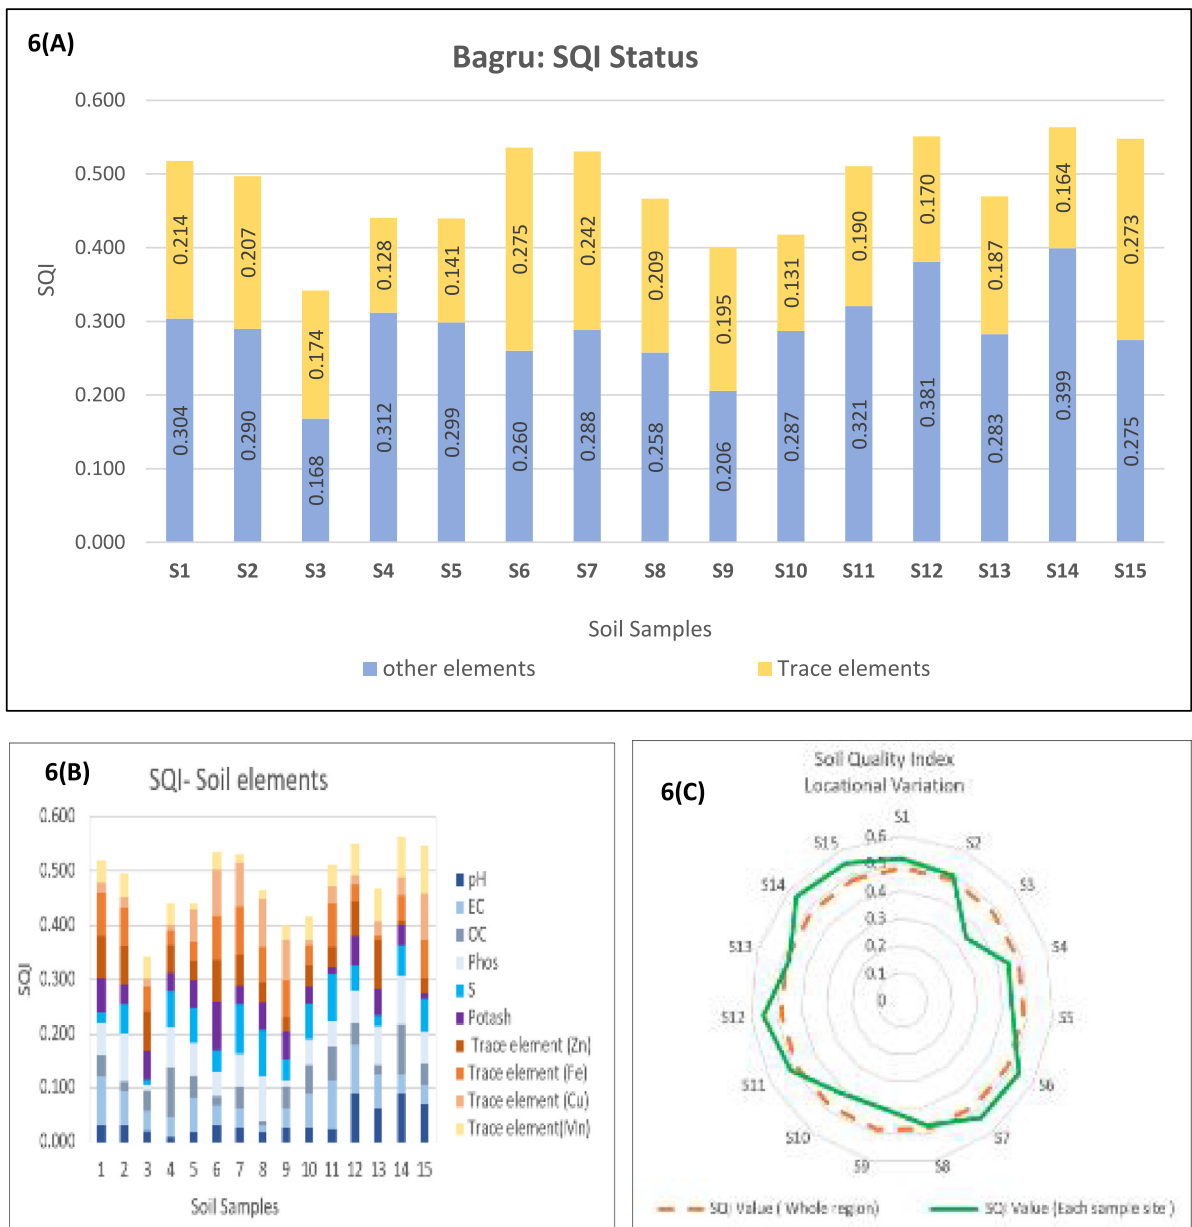 6(A)
Bagru: SQI Status
SQI
0.600
0.500
0.400
0.300
0.200
0.100
0.000
0.214 0.207 0.174 0.128 0.141 0.275 0.242 0.209 0.195 0.131 0.190 0.170 0.187 0.164 0.273
0.304 0.290 0.168 0.312 0.299 0.260 0.288 0.258 0.206 0.287 0.321 0.381 0.283 0.399 0.275
S1 S2 S3 S4 S5 S6 S7 S8 S9 S10 S11 S12 S13 S14 S15
Soil Samples
other elements Trace elements
6(B)
SQI- Soil elements
SQI
0.600
0.500
0.400
0.300
0.200
0.100
0.000
1 2 3 4 5 6 7 8 9 10 11 12 13 14 15
Soil Samples
pH
EC
OC
Phos
S
Potash
Trace element (Zn)
Trace element (Fe)
Trace element (Cu)
Trace element(Mn)
6(C)
Soil Quality Index
Locational Variation
S1
S2
S3
S4
S5
S6
S7
S8
S9
S10
S11
S12
S13
S14
S15
0.6
0.5
0.4
0.3
0.2
0.1
0
SQI Value ( Whole region) SQI Value (Each sample site )